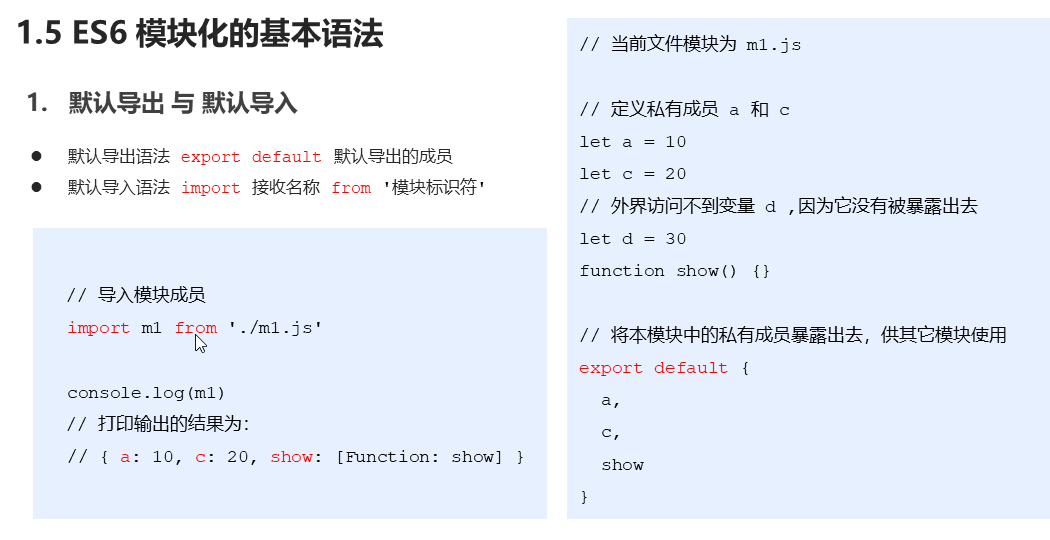 1.5 ES6 模块化的基本语法
1. 默认导出 与 默认导入
● 默认导出语法 export default 默认导出的成员
● 默认导入语法 import 接收名称 from '模块标识符'
// 导入模块成员
import m1 from './m1.js'
console.log(m1)
// 打印输出的结果为:
// { a: 10, c: 20, show: [Function: show] }
// 当前文件模块为 m1.js
// 定义私有成员 a 和 c
let a = 10
let c = 20
// 外界访问不到变量 d ,因为它没有被暴露出去
let d = 30
function show() {}
// 将本模块中的私有成员暴露出去，供其它模块使用
export default {
a,
c,
show
}